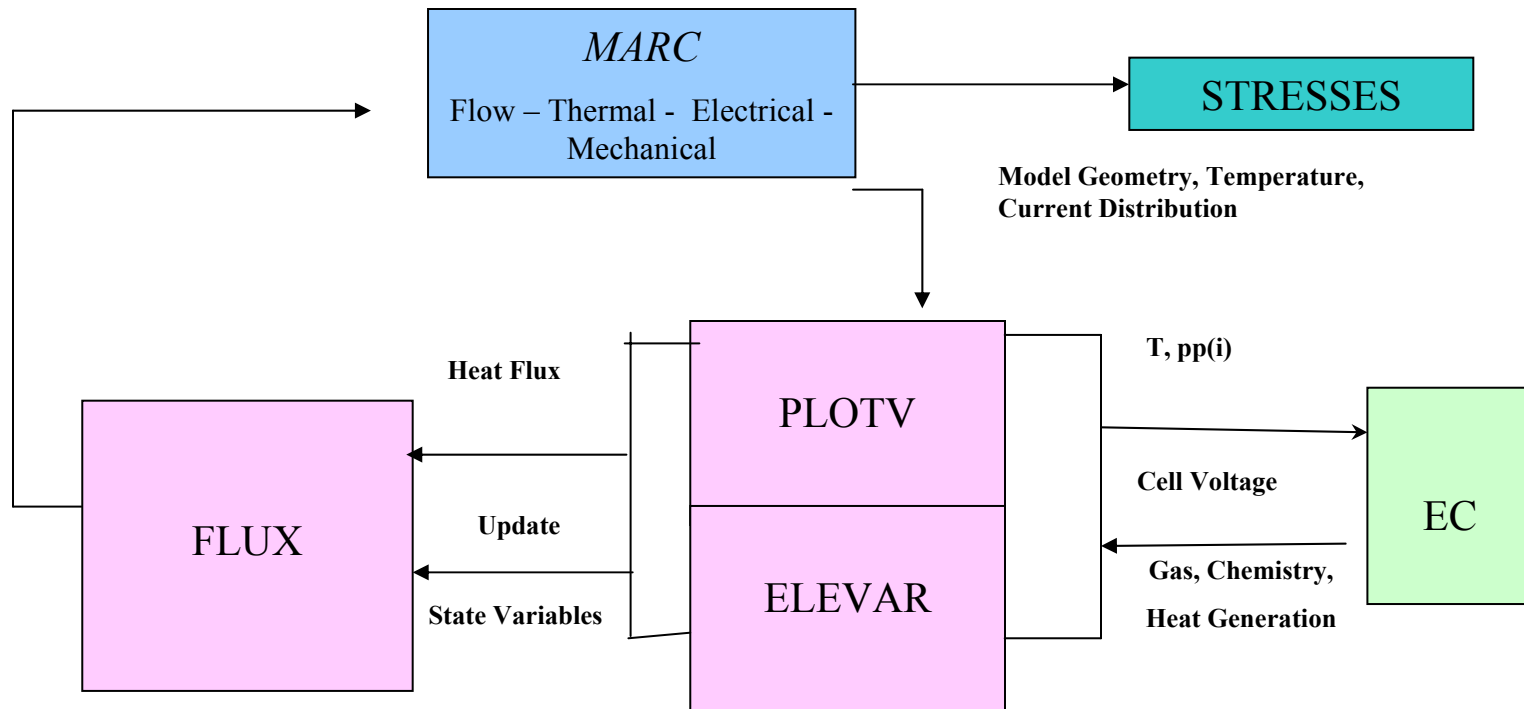 MARC
Flow – Thermal - Electrical -
Mechanical
STRESSES
Model Geometry, Temperature,
Current Distribution
T, pp(i)
Heat Flux
PLOTV
Cell Voltage
EC
Update
FLUX
Gas, Chemistry,
ELEVAR
Heat Generation
State Variables